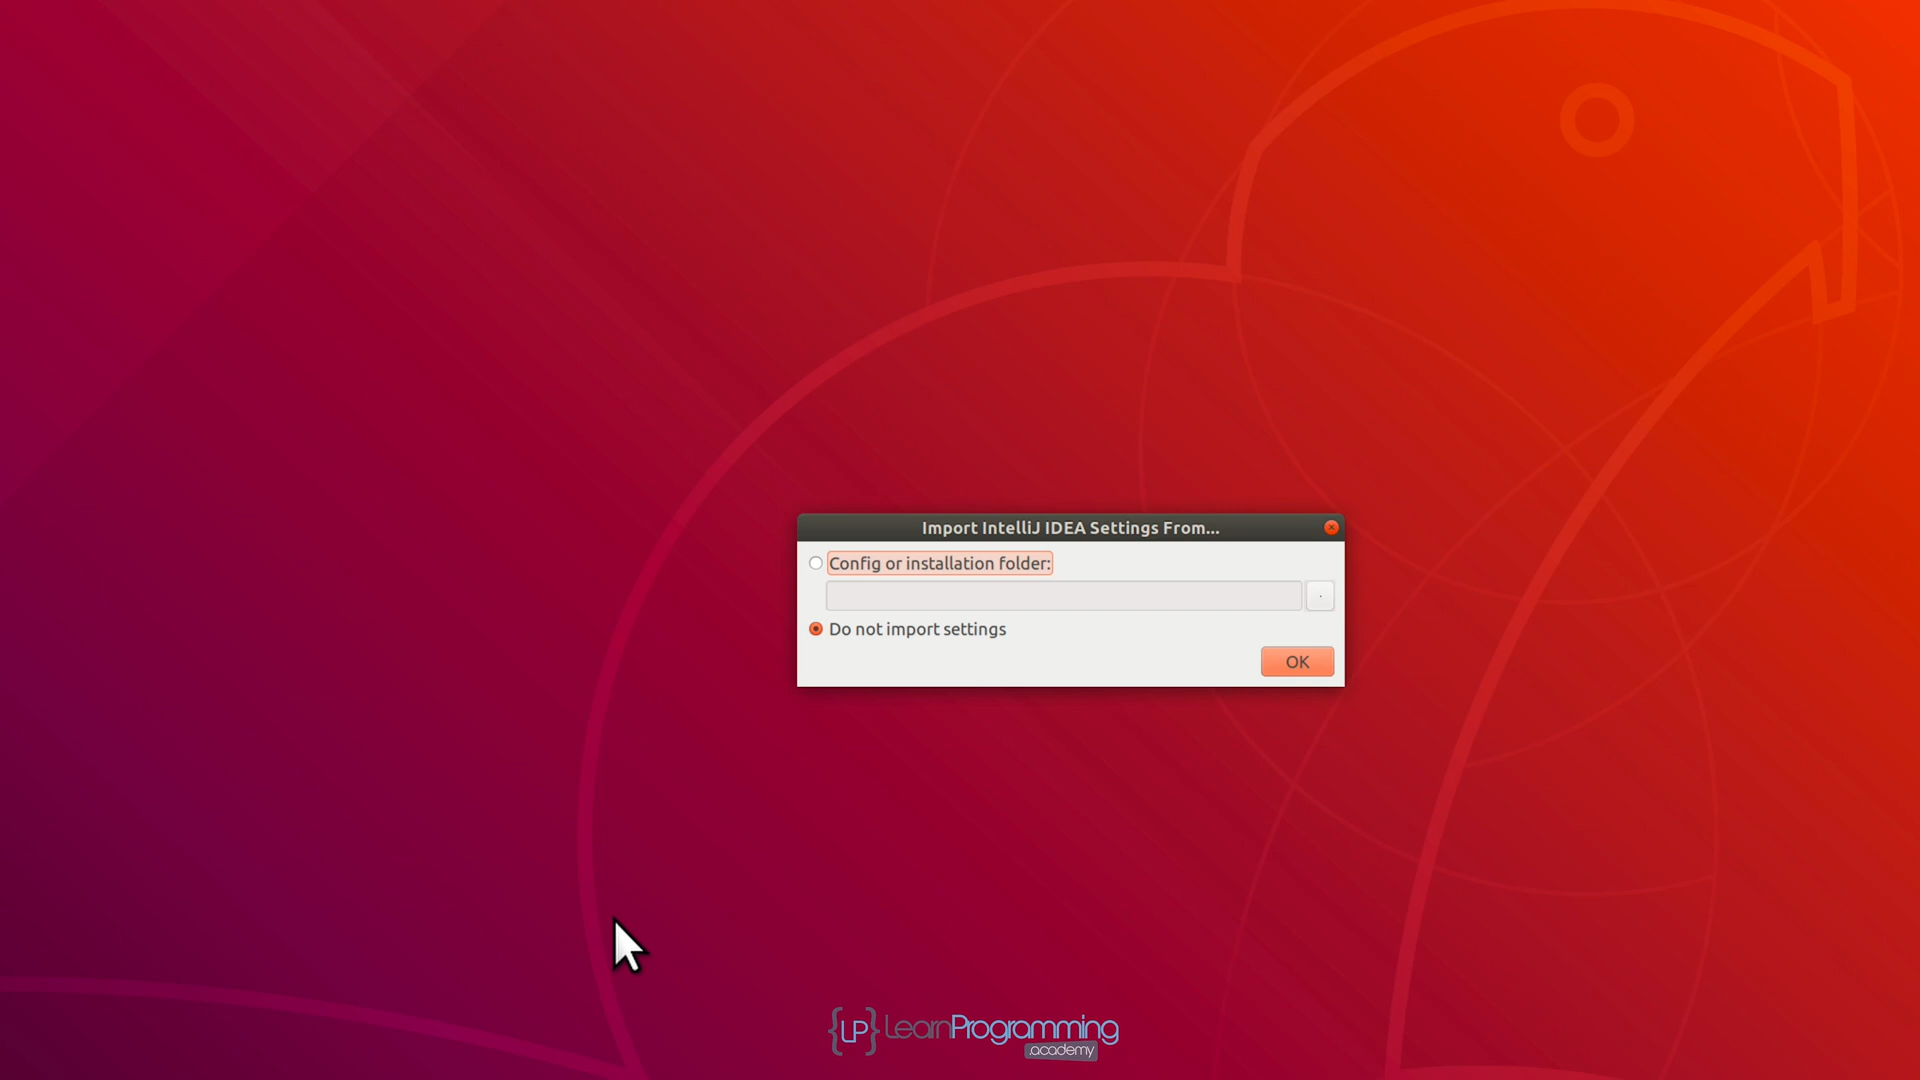 Import IntelliJ IDEA Settings From...
Config or installation folder:
.
Do not import settings
OK
{LP} LearnProgramming
.academy